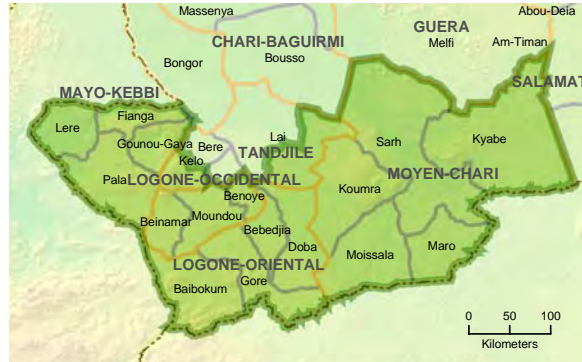 Massenya
Abou-Deia
GUERA
CHARI-BAGUIRMI
Melfi
Am-Timan
Bongor
Bousso
SALAMAT
MAYO-KEBBI
Fianga
Lere
Gounou-Gaya
Bere
Lai
Sarh
Kyabe
TANDJILE
Kelo
MOYEN-CHARI
Pala
LOGONE-OCCIDENTAL
Koumra
Benoye
Beinamar
Moundou
Bebedjia
Doba
Maro
Moissala
LOGONE-ORIENTAL
Baibokum
Gore
0 50 100
Kilometers